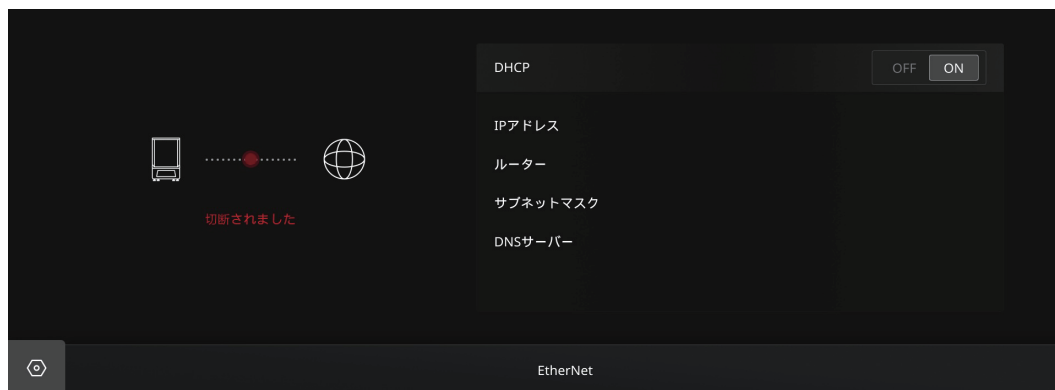 DHCP
OFF ON
IPアドレス
ルーター
サブネットマスク
DNSサーバー
切断されました
EtherNet